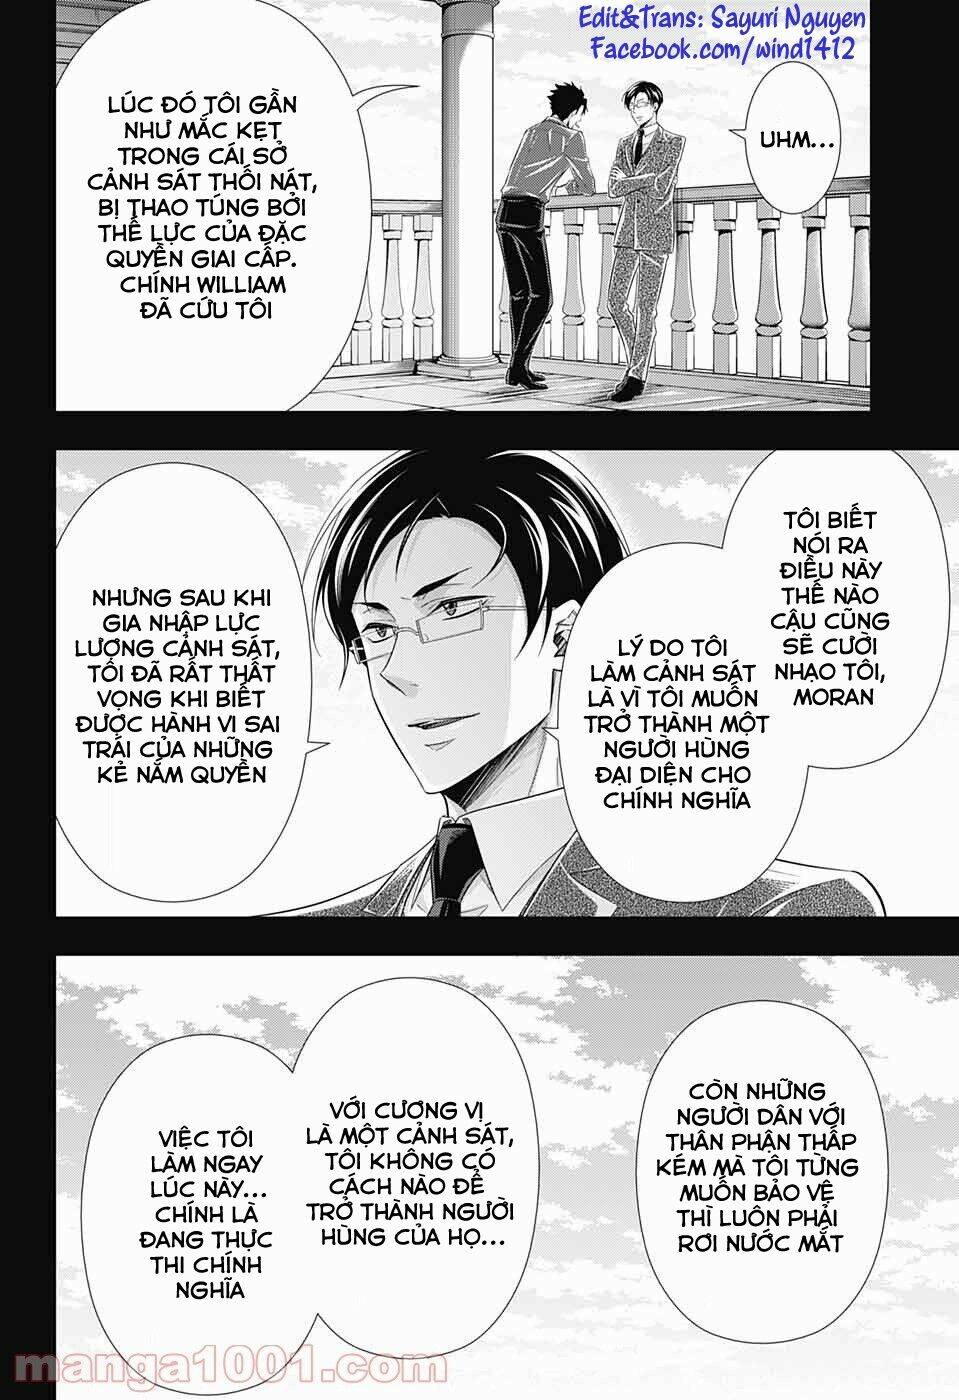 Edit&Trans: Sayuri Nguyen
Facebook.com/wind1412
UHM...
LÚC ĐÓ TÔI GẦN
NHƯ MẮC KẸT
TRONG CÁI SỞ
CẢNH SÁT THỐI NÁT,
BỊ THAO TÚNG BỞI
THẾ LỰC CỦA ĐẶC
QUYỀN GIAI CẤP.
CHÍNH WILLIAM
ĐÃ CỨU TÔI
TÔI BIẾT
NÓI RA
ĐIỀU NÀY
THẾ NÀO
CẬU CŨNG
SẼ CƯỜI
NHẠO TÔI,
MORAN
LÝ DO TÔI
LÀM CẢNH SÁT
LÀ VÌ TÔI MUỐN
TRỞ THÀNH MỘT
NGƯỜI HÙNG
ĐẠI DIỆN CHO
CHÍNH NGHĨA
NHƯNG SAU KHI
GIA NHẬP LỰC
LƯỢNG CẢNH SÁT,
TÔI ĐÃ RẤT THẤT
VỌNG KHI BIẾT
ĐƯỢC HÀNH VI SAI
TRÁI CỦA NHỮNG
KẺ NẮM QUYỀN
CÒN NHỮNG
NGƯỜI DÂN VỚI
THÂN PHẬN THẤP
KÉM MÀ TÔI TỪNG
MUỐN BẢO VỆ
THÌ LUÔN PHẢI
RƠI NƯỚC MẮT
VỚI CƯƠNG VỊ
LÀ MỘT CẢNH SÁT,
TÔI KHÔNG CÓ
CÁCH NÀO ĐỂ
TRỞ THÀNH NGƯỜI
HÙNG CỦA HỌ...
VIỆC TÔI
LÀM NGAY
LÚC NÀY...
CHÍNH LÀ
ĐANG THỰC
THI CHÍNH
NGHĨA
manga1001.com